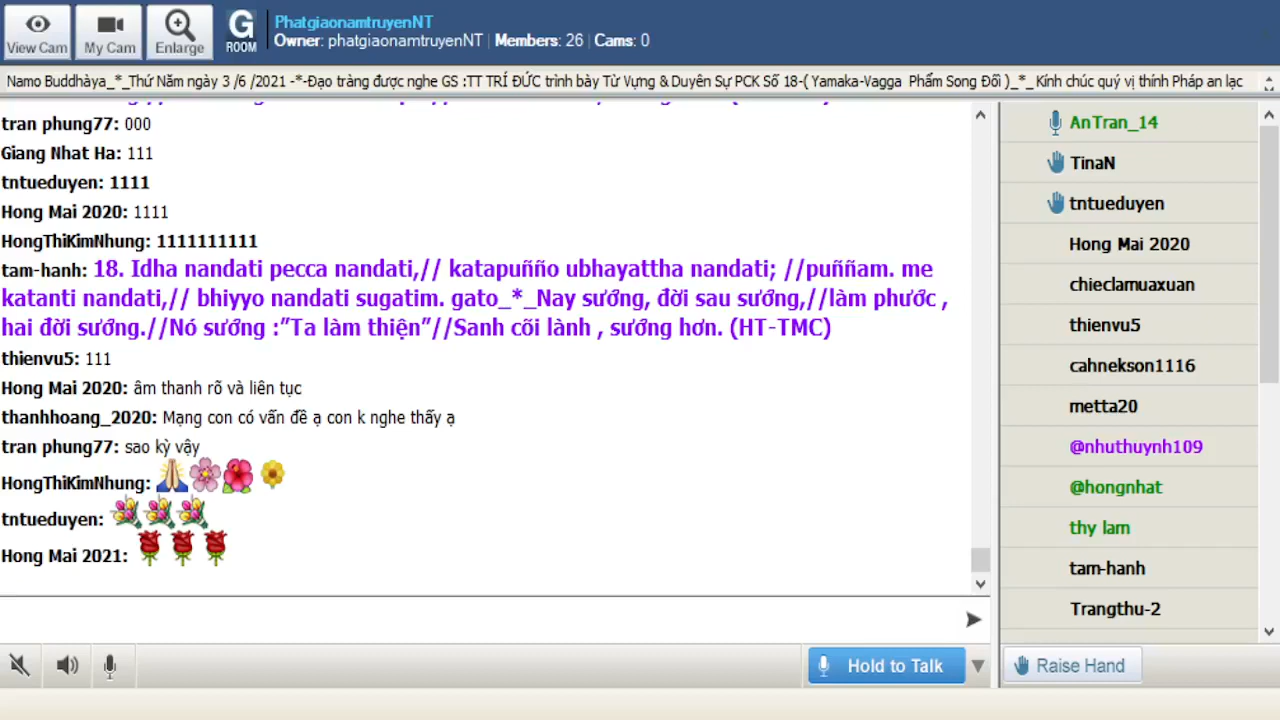 View Cam
My Cam
Enlarge
G
ROOM
PhatgiaonamtruyenNT
Owner: phatgiaonamtruyenNT | Members: 26 | Cams: 0
Namo Buddhàya_*_Thứ Năm ngày 3 /6 /2021 -*-Đạo tràng được nghe GS :TT TRÍ ĐỨC trình bày Từ Vựng & Duyên Sự PCK Số 18-( Yamaka-Vagga Phẩm Song Đối )_*_ Kính chúc quý vị thính Pháp an lạc
tran phung77: 000
Giang Nhat Ha: 111
tntueduyen: 1111
Hong Mai 2020: 1111
HongThiKimNhung: 1111111111
tam-hanh: 18. Idha nandati pecca nandati,// katapuñño ubhayattha nandati; //puññam. me
katanti nandati,// bhiyyo nandati sugatim. gato_*_Nay sướng, đời sau sướng,//làm phước ,
hai đời sướng.//Nó sướng :”Ta làm thiện”//Sanh cõi lành , sướng hơn. (HT-TMC)
thienvu5: 111
Hong Mai 2020: âm thanh rõ và liên tục
thanhhoang_2020: Mạng con có vấn đề ạ con k nghe thấy ạ
tran phung77: sao kỳ vậy
HongThiKimNhung:
tntueduyen:
Hong Mai 2021:
Hold to Talk
AnTran_14
TinaN
tntueduyen
Hong Mai 2020
chieclamuaxuan
thienvu5
cahnekson1116
metta20
@nhuthuynh109
@hongnhat
thy lam
tam-hanh
Trangthu-2
Raise Hand